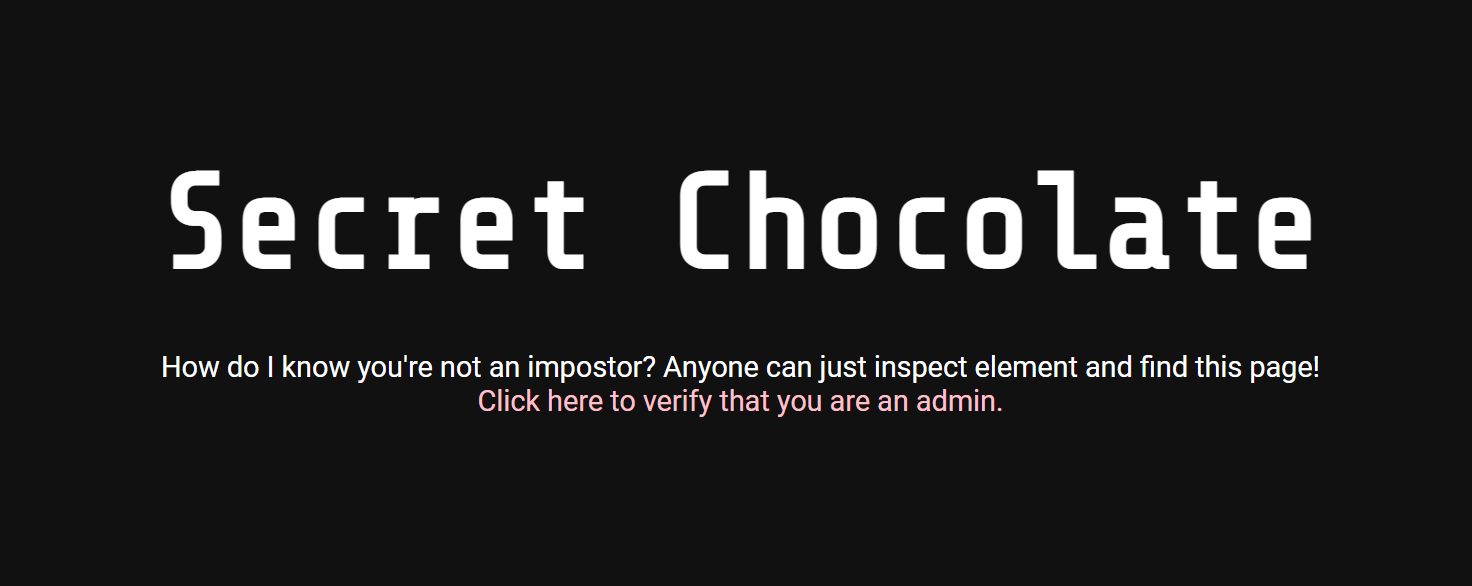 Secret Chocolate
How do I know you're not an impostor? Anyone can just inspect element and find this page!
Click here to verify that you are an admin.